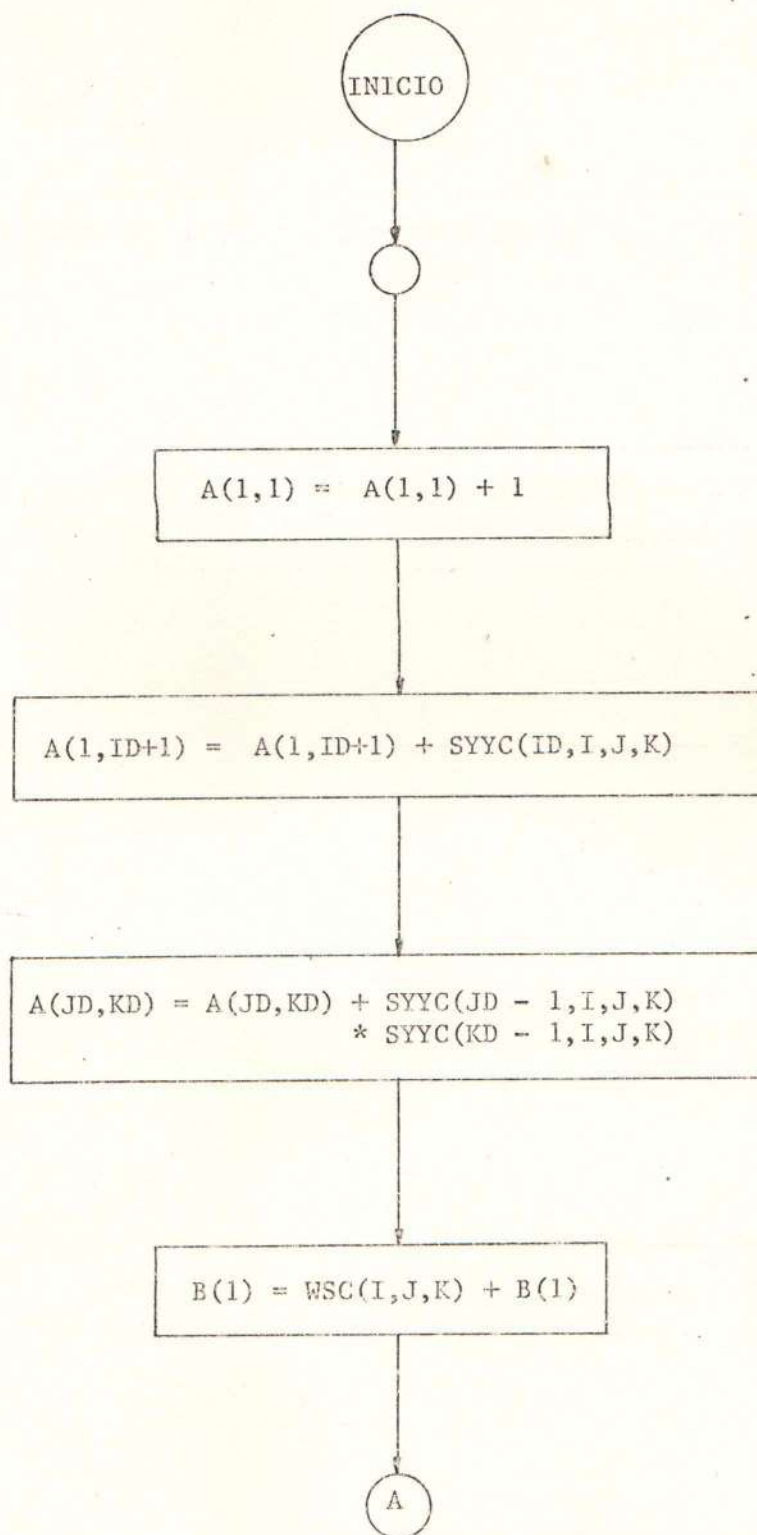 INICIO
A(1,1) = A(1,1) + 1
A(1,ID+1) = A(1,ID+1) + SYYC(ID,I,J,K)
A(JD,KD) = A(JD,KD) + SYYC(JD - 1,I,J,K)
* SYYC(KD - 1,I,J,K)
B(1) = WSC(I,J,K) + B(1)
A